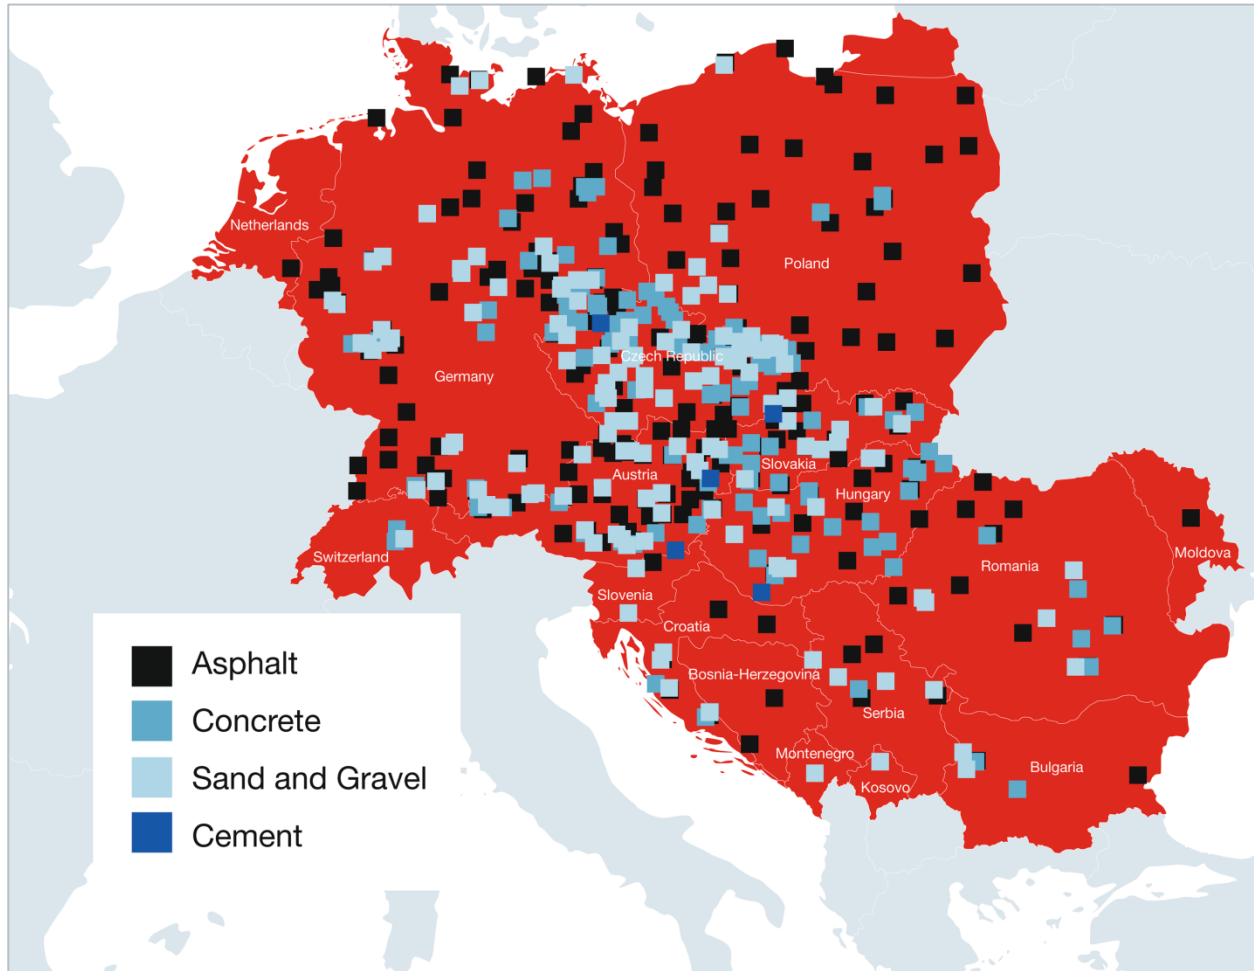 Netherlands
Poland
Germany
Czech Republic
Austria
Slovakia
Hungary
Switzerland
Slovenia
Croatia
Romania
Moldova
Bosnia-Herzegovina
Serbia
Montenegro
Kosovo
Bulgaria
Asphalt
Concrete
Sand and Gravel
Cement